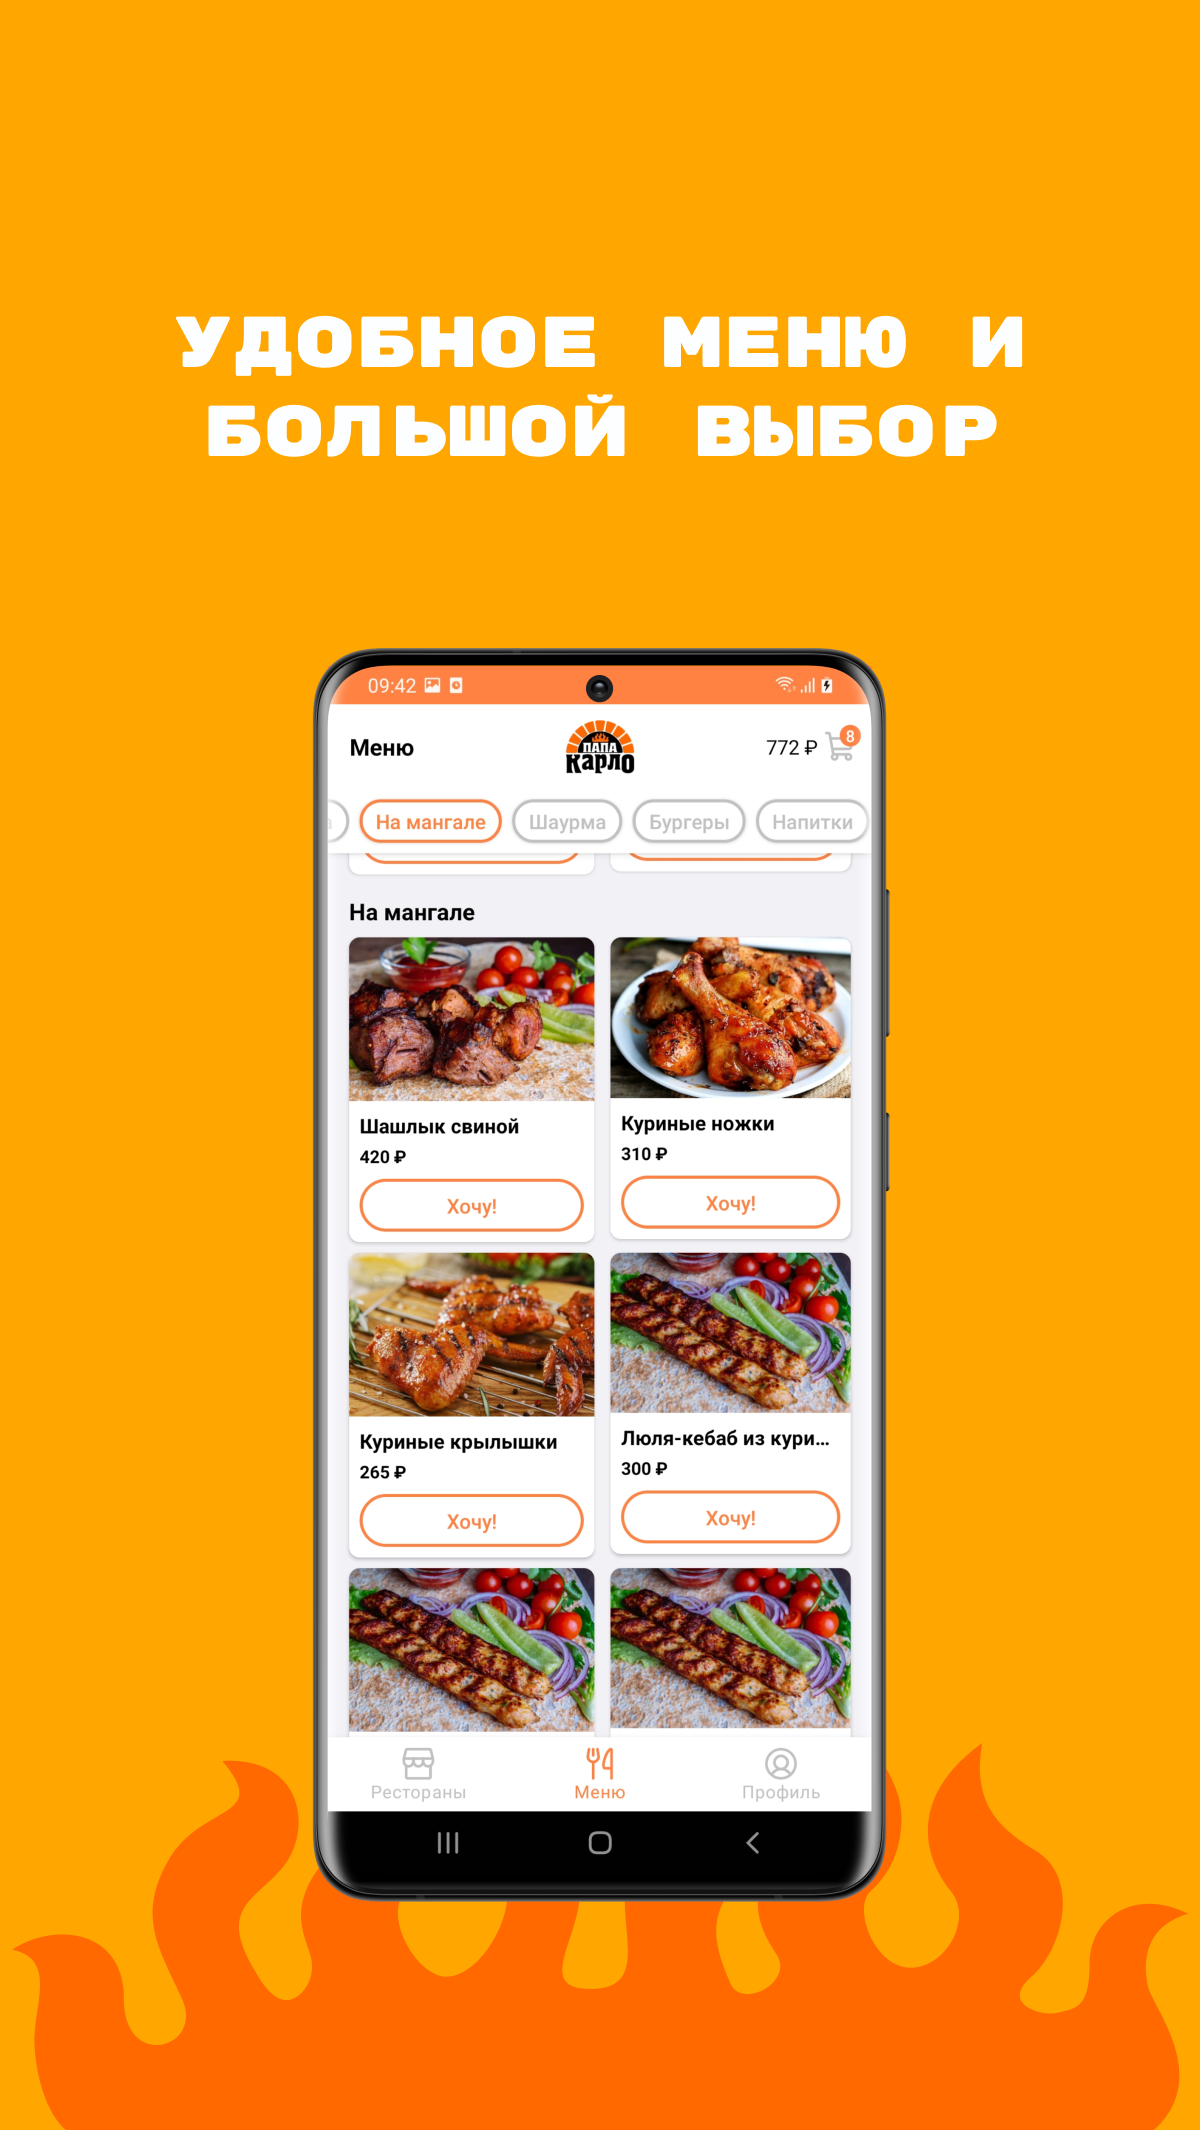 УДОБНОЕ МЕНЮ И
БОЛЬШОЙ ВЫБОР
09:42
Меню
ПАПА
Карло
772 ₽
8
На мангале
Шаурма
Бургеры
Напитки
На мангале
Шашлык свиной
420 ₽
Хочу!
Куриные ножки
310 ₽
Хочу!
Куриные крылышки
265 ₽
Хочу!
Люля-кебаб из кури...
300 ₽
Хочу!
Рестораны
Меню
Профиль